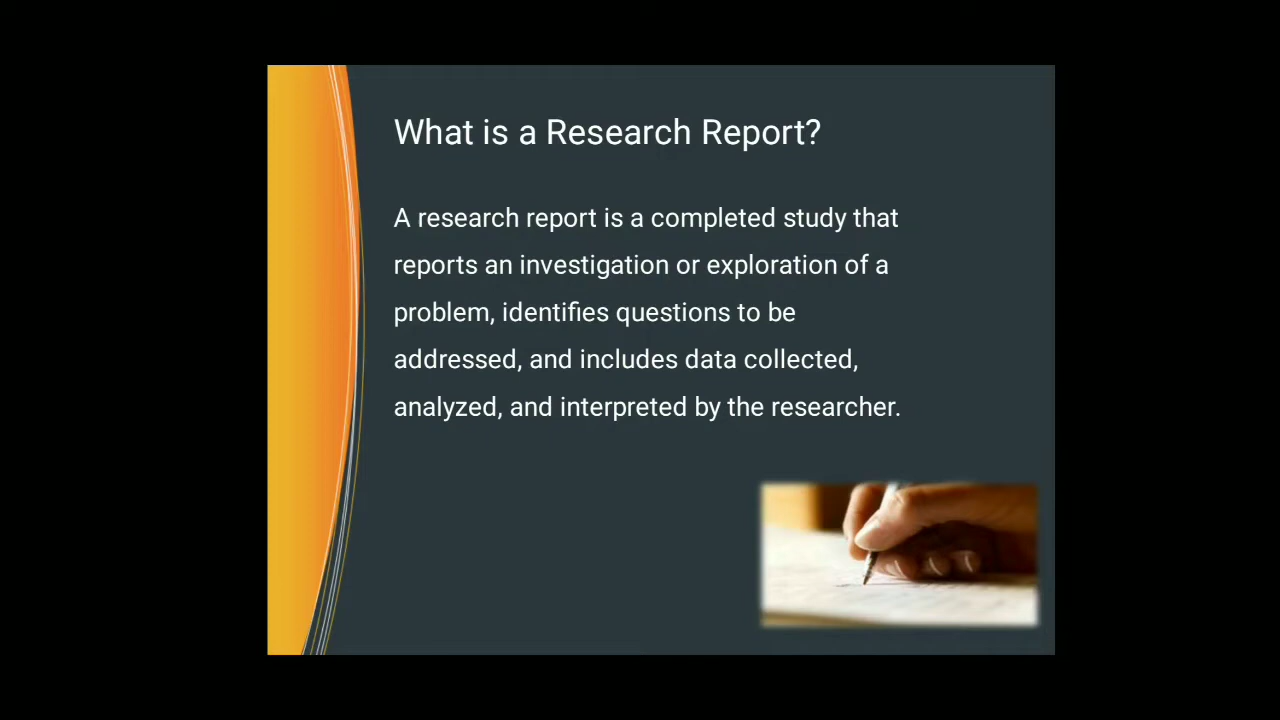 What is a Research Report?
A research report is a completed study that
reports an investigation or exploration of a
problem, identifies questions to be
addressed, and includes data collected,
analyzed, and interpreted by the researcher.